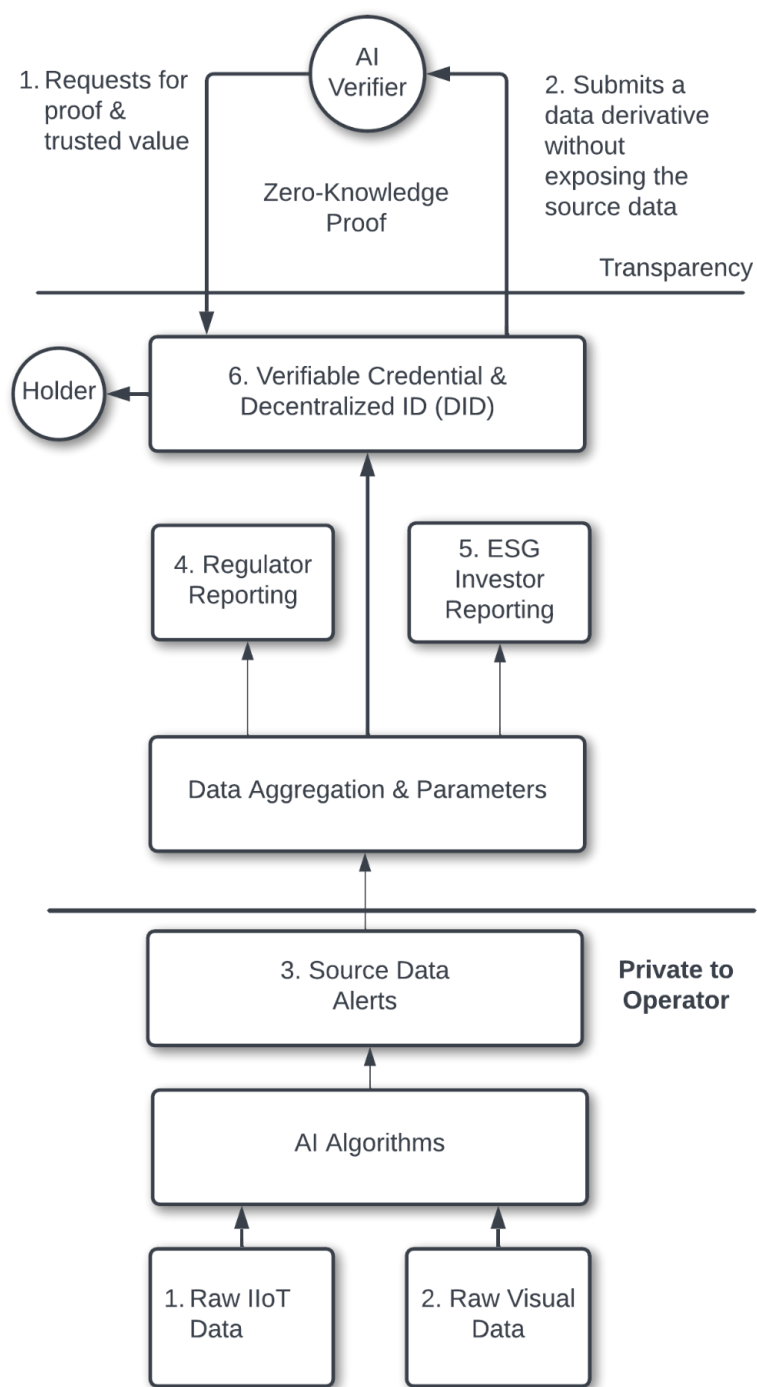 AI
Verifier
1. Requests for
proof &
trusted value
2. Submits a
data derivative
without
exposing the
source data
Zero-Knowledge
Proof
Transparency
Holder
6. Verifiable Credential &
Decentralized ID (DID)
4. Regulator
Reporting
5. ESG
Investor
Reporting
Data Aggregation & Parameters
3. Source Data
Alerts
Private to
Operator
AI Algorithms
1. Raw IIoT
Data
2. Raw Visual
Data